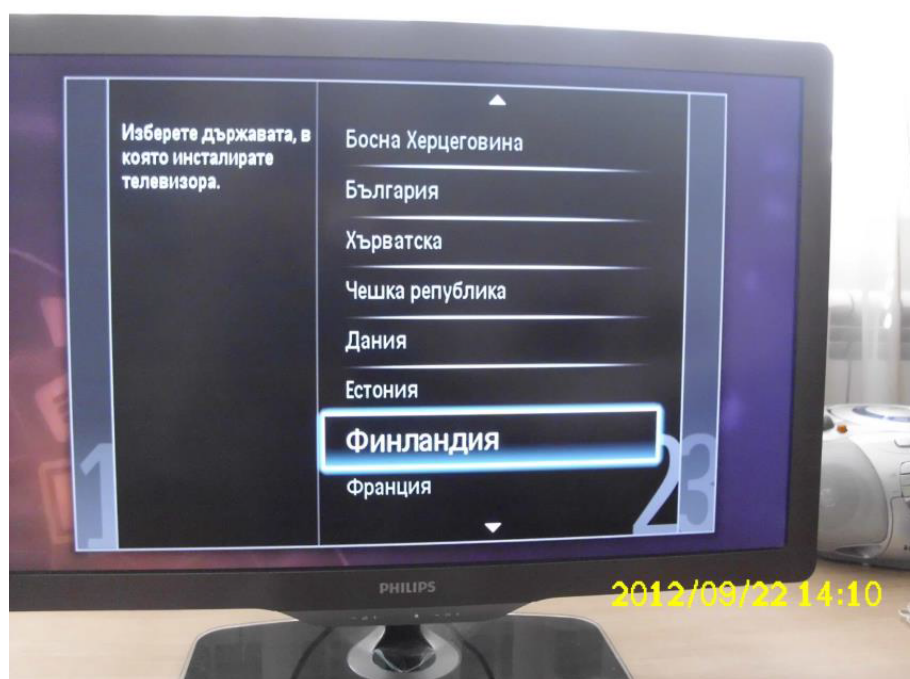 Изберете държавата, в
която инсталирате
телевизора.
Босна Херцеговина
България
Хърватска
Чешка република
Дания
Естония
Финландия
Франция
1
2
3
PHILIPS
2012/09/22 14:10